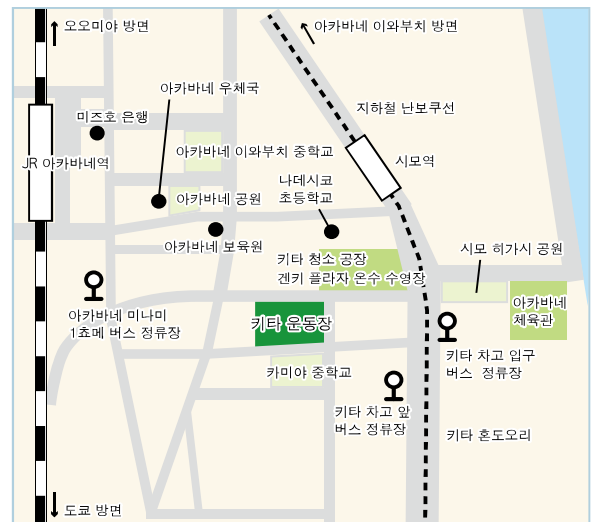 오오미야 방면
아카바네 이와부치 방면
아카바네 우체국
지하철 난보쿠선
미즈호 은행
JR 아카바네역
아카바네 이와부치 중학교
시모역
나데시코
초등학교
아카바네 공원
아카바네 보육원
시모 히가시 공원
키타 청소 공장
겐키 플라자 온수 수영장
아카바네
체육관
아카바네 미나미
1쵸메 버스 정류장
키타 운동장
키타 차고 입구
버스 정류장
카미야 중학교
키타 차고 앞
버스 정류장
키타 혼도오리
도쿄 방면